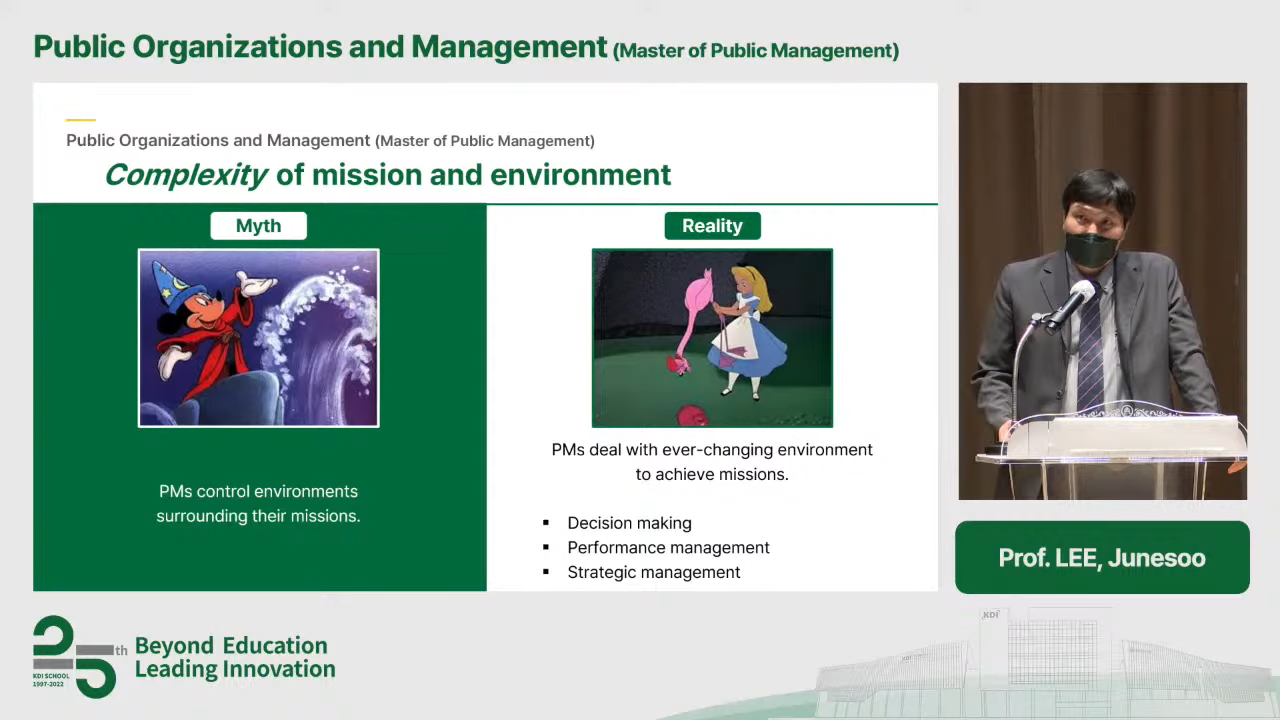 Public Organizations and Management (Master of Public Management)
Public Organizations and Management (Master of Public Management)
Complexity of mission and environment
Myth
Reality
PMs control environments
surrounding their missions.
PMs deal with ever-changing environment
to achieve missions.
▪ Decision making
▪ Performance management
▪ Strategic management
Prof. LEE, Junesoo
25th
KDI SCHOOL
1997-2022
Beyond Education
Leading Innovation
KDI
KDI